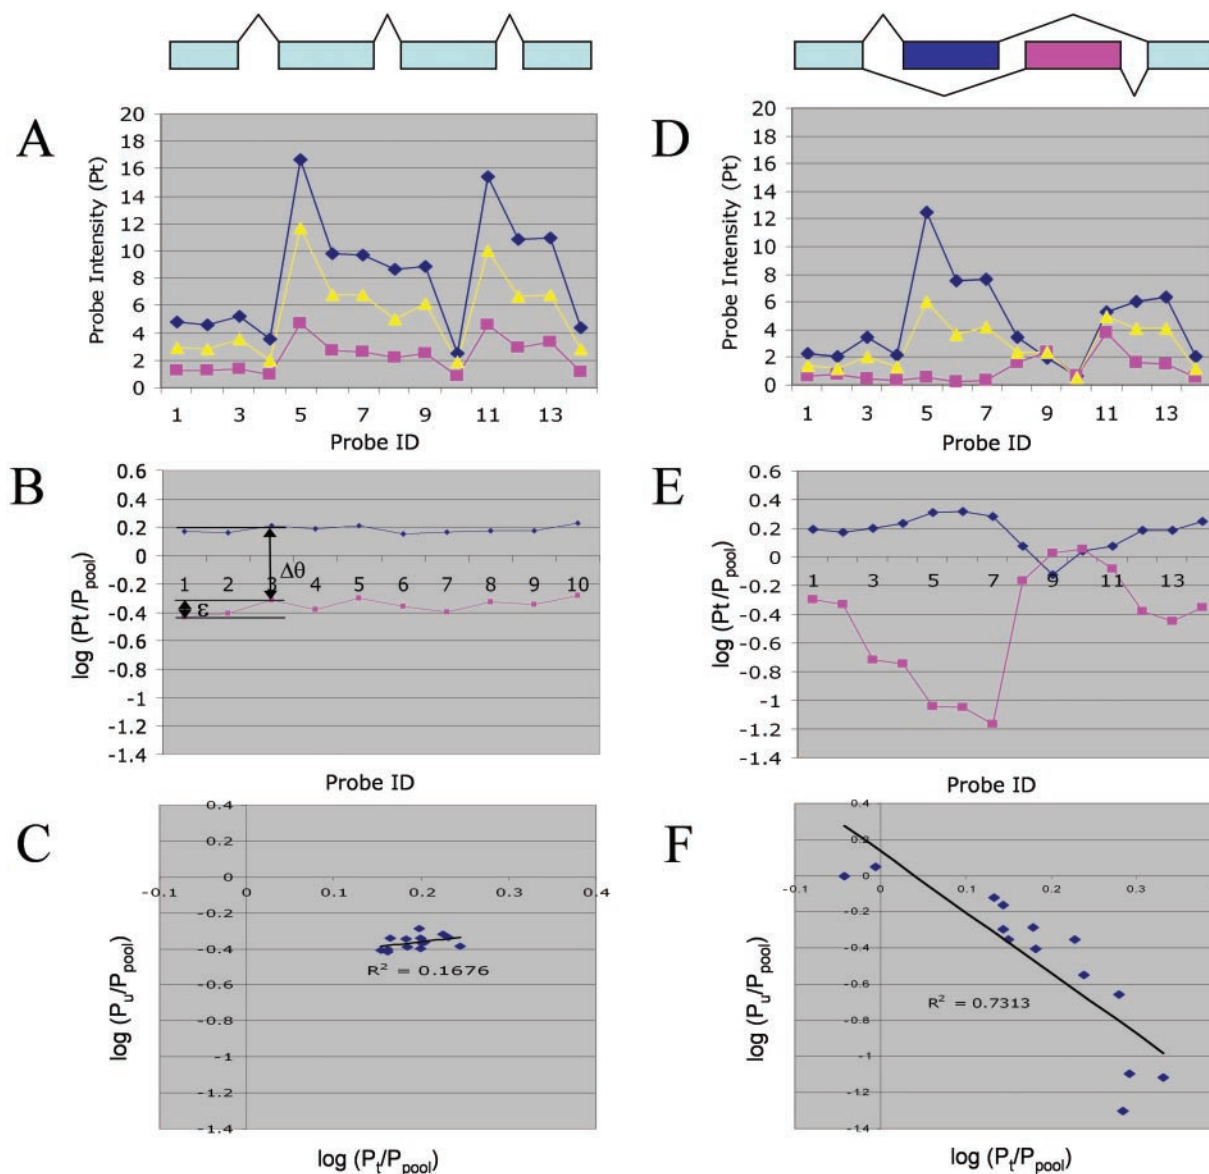 A
Probe Intensity (Pt)
20
18
16
14
12
10
8
6
4
2
0
1 3 5 7 9 11 13
Probe ID
D
Probe Intensity (Pt)
20
18
16
14
12
10
8
6
4
2
0
1 3 5 7 9 11 13
Probe ID
B
log (Pt/Ppool)
0.6
0.4
0.2
0
-0.2
-0.4
-0.6
-0.8
-1
-1.2
-1.4
1 2 3 4 5 6 7 8 9 10
Δθ
ε
Probe ID
E
log (Pt/Ppool)
0.6
0.4
0.2
0
-0.2
-0.4
-0.6
-0.8
-1
-1.2
-1.4
1 3 5 7 9 11 13
Probe ID
C
log (Pu/Ppool)
0.4
0.2
0
-0.2
-0.4
-0.6
-0.8
-1
-1.2
-1.4
-0.1 0 0.1 0.2 0.3 0.4
R² = 0.1676
log (Pt/Ppool)
F
log (Pu/Ppool)
0.4
0.2
0
-0.2
-0.4
-0.6
-0.8
-1
-1.2
-1.4
-0.1 0 0.1 0.2 0.3
R² = 0.7313
log (Pt/Ppool)